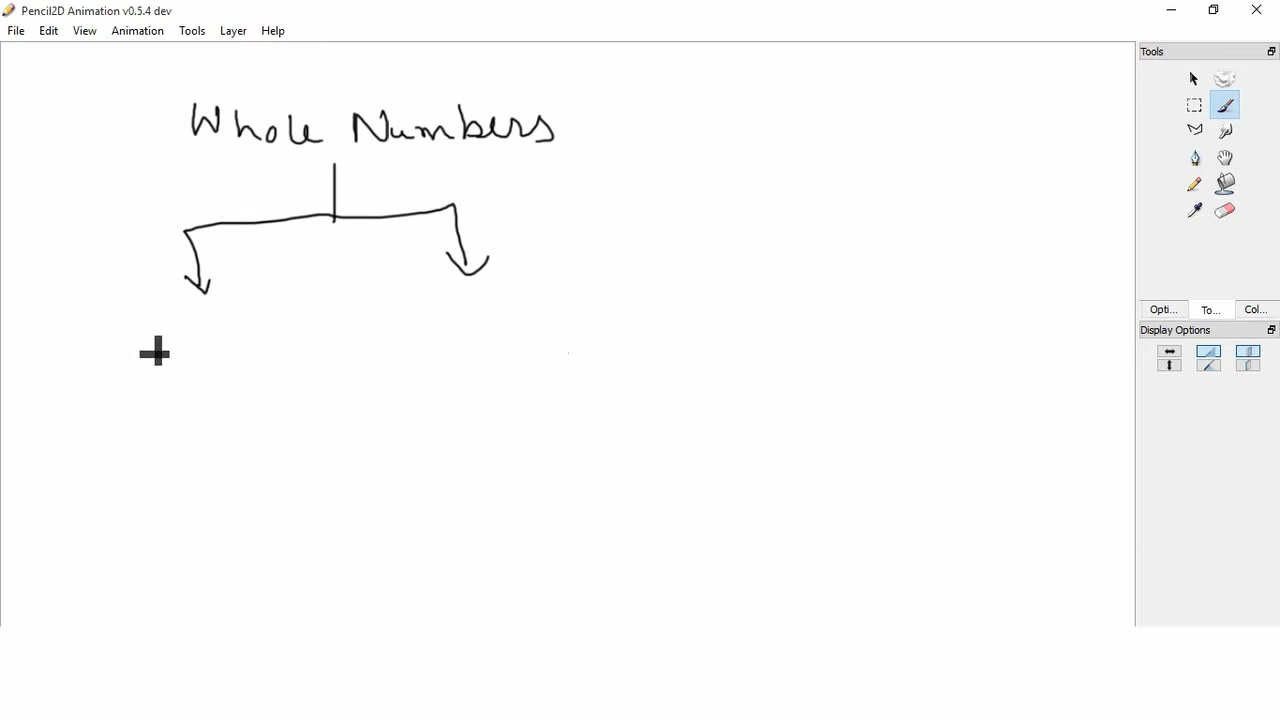 Pencil2D Animation v0.5.4 dev
File Edit View Animation Tools Layer Help
Tools
Whole Numbers
Opti... To... Col...
Display Options